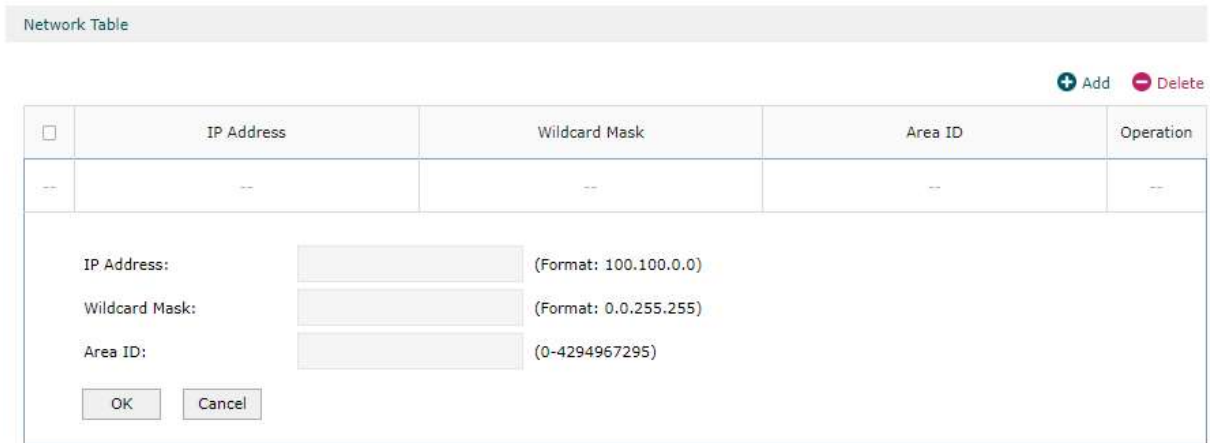 Network Table
Add Delete
IP Address Wildcard Mask Area ID Operation
-- -- -- -- --
IP Address: (Format: 100.100.0.0)
Wildcard Mask: (Format: 0.0.255.255)
Area ID: (0-4294967295)
OK Cancel